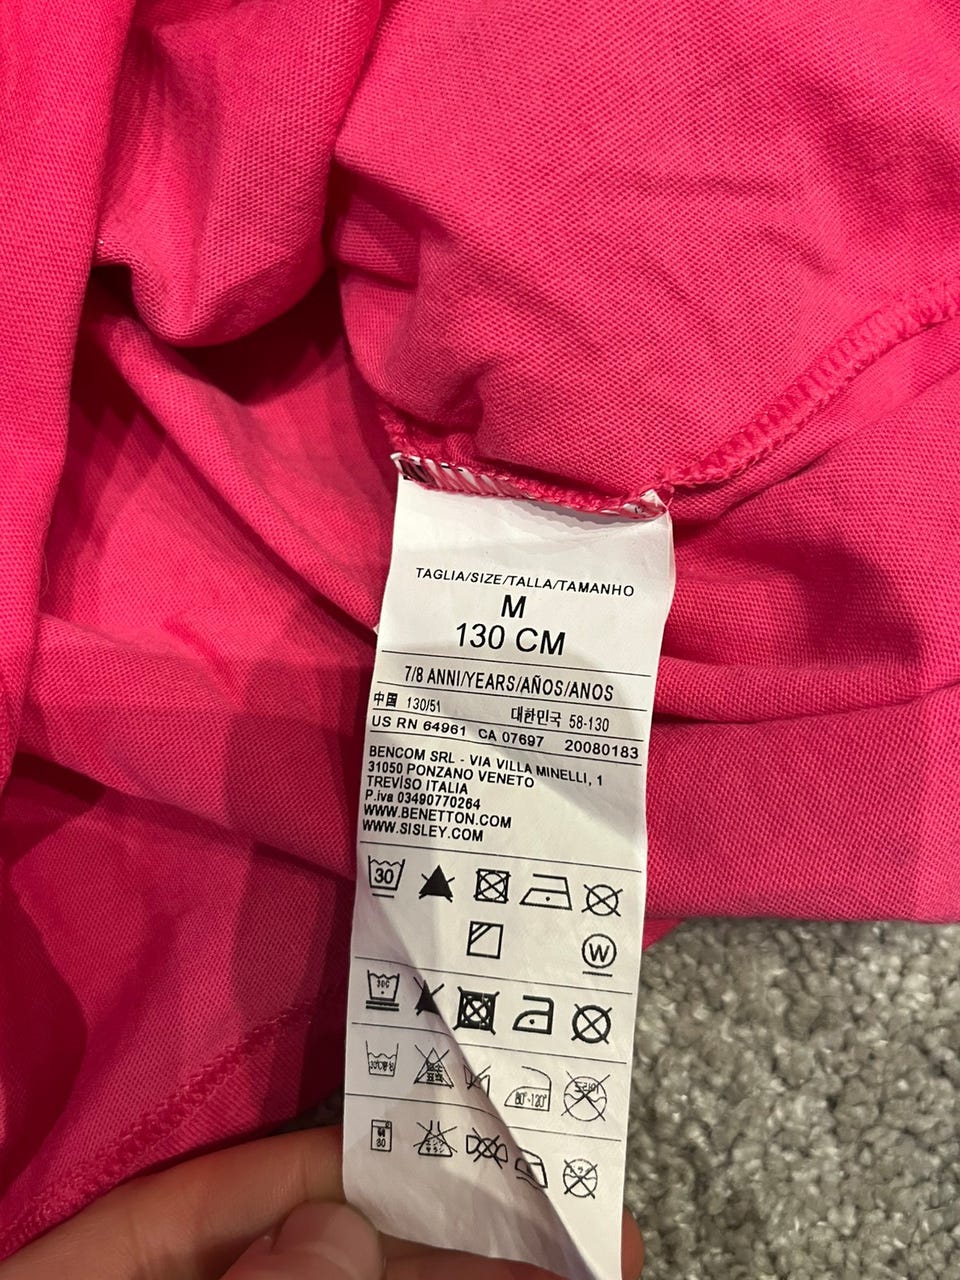 TAGLIA/SIZE/TALLA/TAMANHO
M
130 CM
7/8 ANNI/YEARS/AÑOS/ANOS
中国 130/51 대한민국 58-130
US RN 64961 CA 07697 20080183
BENCOM SRL - VIA VILLA MINELLI, 1
31050 PONZANO VENETO
TREVISO ITALIA
P.iva 03490770264
WWW.BENETTON.COM
WWW.SISLEY.COM
30
W
30C
80°-120°
30